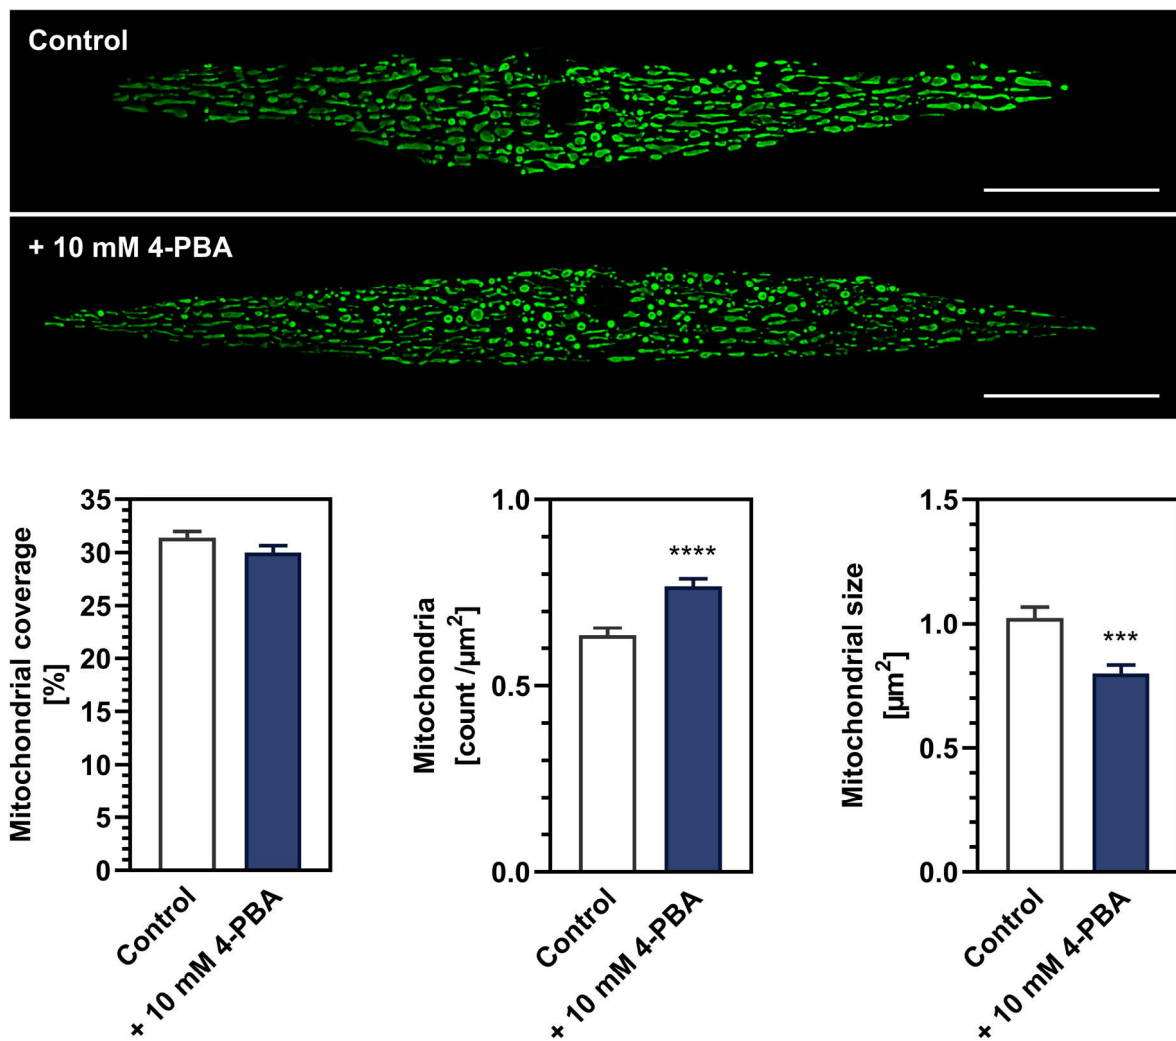 Control
+ 10 mM 4-PBA
Mitochondrial coverage
[%]
35
30
25
20
15
10
5
0
Control
+ 10 mM 4-PBA
Mitochondria
[count /µm²]
1.0
0.5
0.0
****
Control
+ 10 mM 4-PBA
Mitochondrial size
[µm²]
1.5
1.0
0.5
0.0
***
Control
+ 10 mM 4-PBA